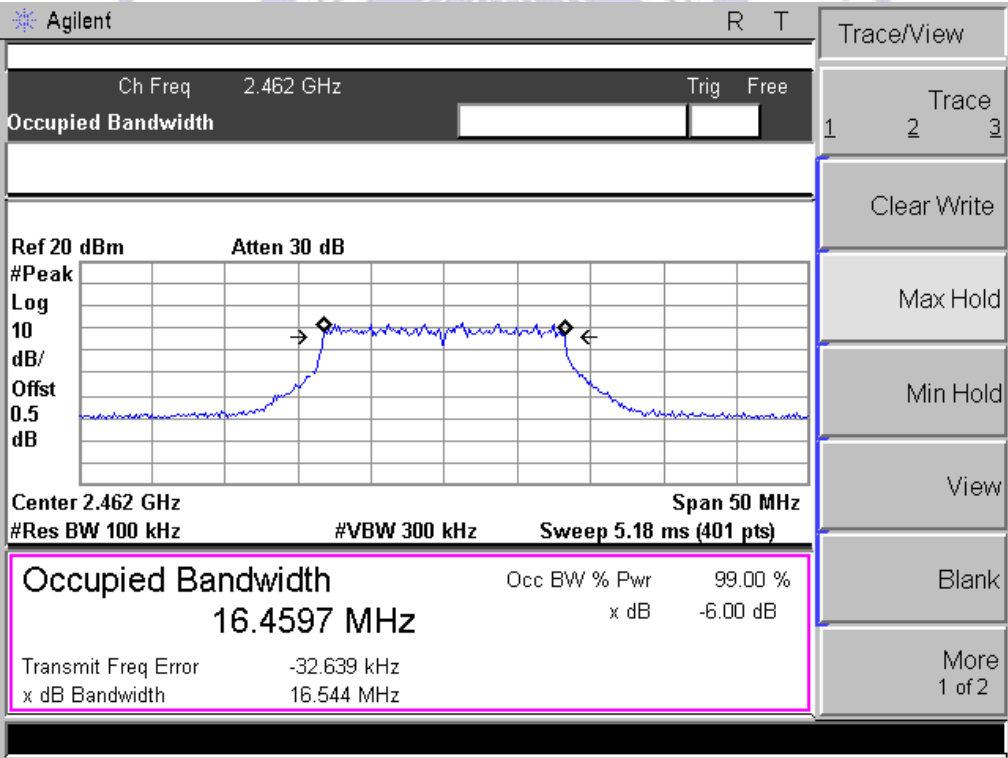 Agilent R T
Ch Freq 2.462 GHz Trig Free
Occupied Bandwidth
Ref 20 dBm Atten 30 dB
#Peak
Log
10
dB/
Offst
0.5
dB
Center 2.462 GHz Span 50 MHz
#Res BW 100 kHz #VBW 300 kHz Sweep 5.18 ms (401 pts)
Occupied Bandwidth Occ BW % Pwr 99.00 %
16.4597 MHz x dB -6.00 dB
Transmit Freq Error -32.639 kHz
x dB Bandwidth 16.544 MHz
Trace/View
Trace
1 2 3
Clear Write
Max Hold
Min Hold
View
Blank
More
1 of 2